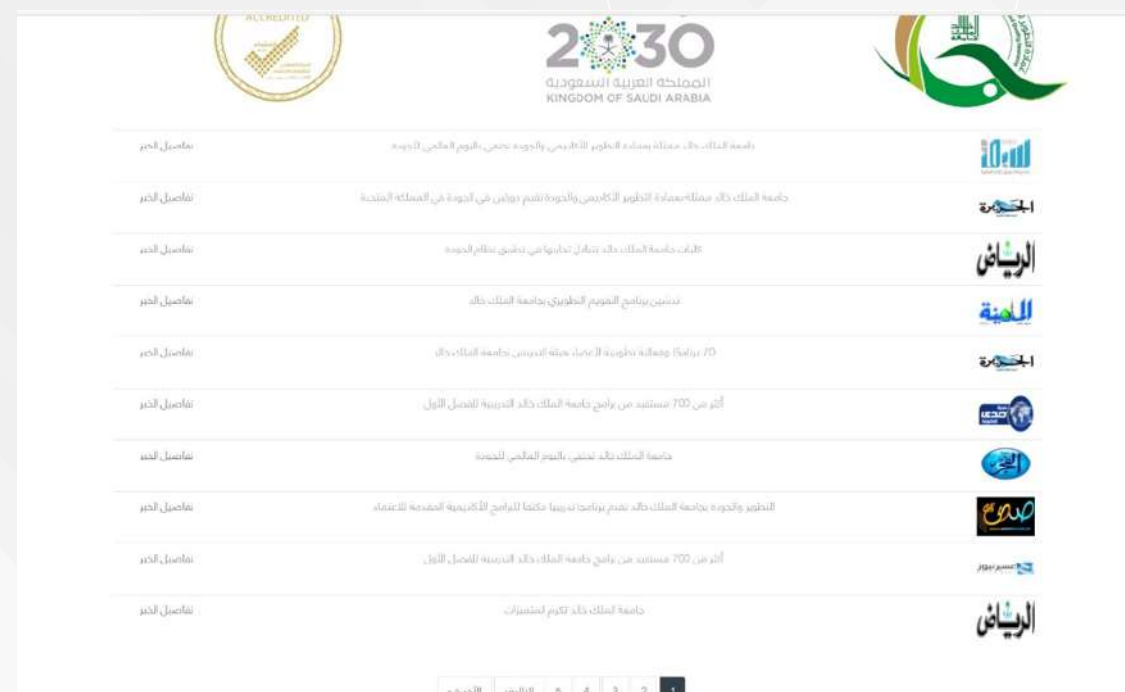 ACCREDITED
2030
المملكة العربية السعودية
KINGDOM OF SAUDI ARABIA
جامعة الملك خالد ممثلة بعمادة التطوير الأكاديمي والجودة تحتفي باليوم العالمي للجودة
تفاصيل الخبر
الجزيرة
جامعة الملك خالد ممثلة بعمادة التطوير الأكاديمي والجودة تقيم دورتين في الجودة في المملكة المتحدة
تفاصيل الخبر
الرياض
كليات جامعة الملك خالد تتبادل تجاربها في تطبيق نظام الجودة
تفاصيل الخبر
تدشين برنامج التقويم التطويري بجامعة الملك خالد
تفاصيل الخبر
الجزيرة
70 برنامجًا وفعالية تطويرية لأعضاء هيئة التدريس بجامعة الملك خالد
تفاصيل الخبر
صدى
أكثر من 700 مستفيد من برامج جامعة الملك خالد التدريبية للفصل الأول
تفاصيل الخبر
الفجر
جامعة الملك خالد تحتفي باليوم العالمي للجودة
تفاصيل الخبر
التطوير والجودة بجامعة الملك خالد تقدم برنامجا تدريبيا مكثفا للبرامج الأكاديمية المتقدمة للاعتماد
تفاصيل الخبر
عسير نيوز
أكثر من 700 مستفيد من برامج جامعة الملك خالد التدريبية للفصل الأول
تفاصيل الخبر
الرياض
جامعة الملك خالد تكرم المتميزات
تفاصيل الخبر
1 2 3 4 5